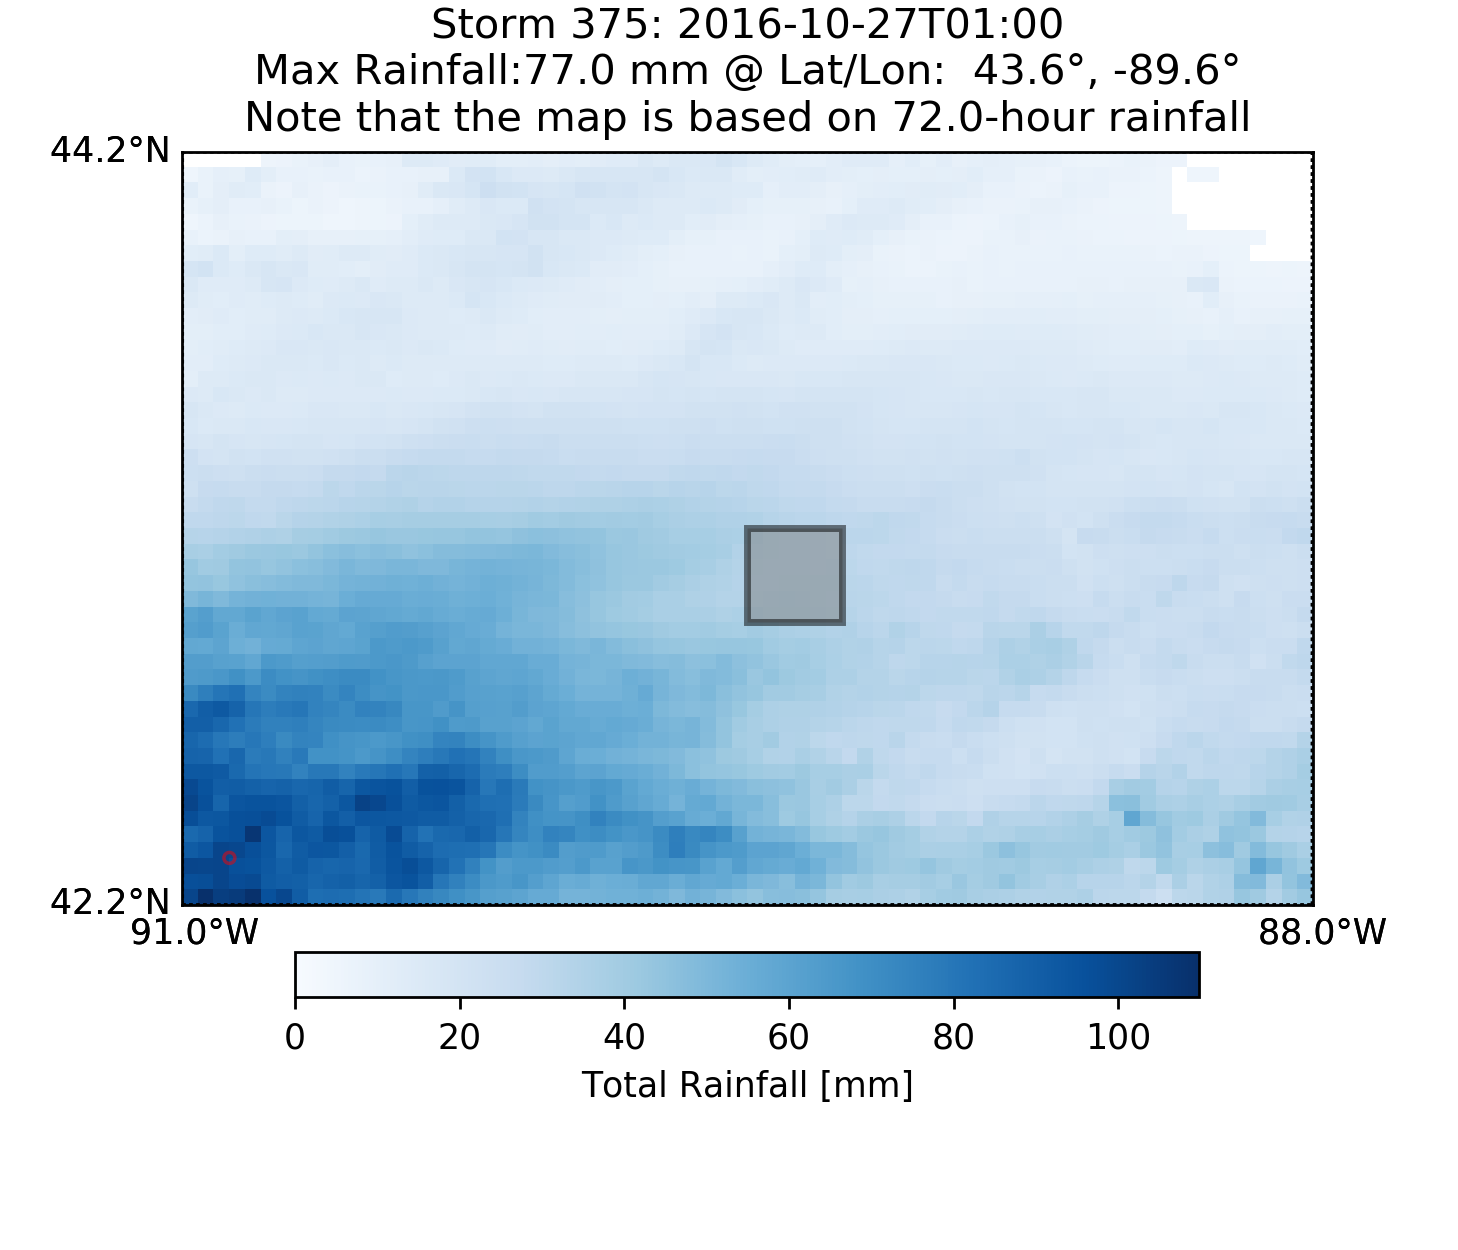 Storm 375: 2016-10-27T01:00
Max Rainfall:77.0 mm @ Lat/Lon:  43.6°, -89.6°
Note that the map is based on 72.0-hour rainfall
44.2°N
42.2°N
91.0°W 88.0°W
0 20 40 60 80 100
Total Rainfall [mm]